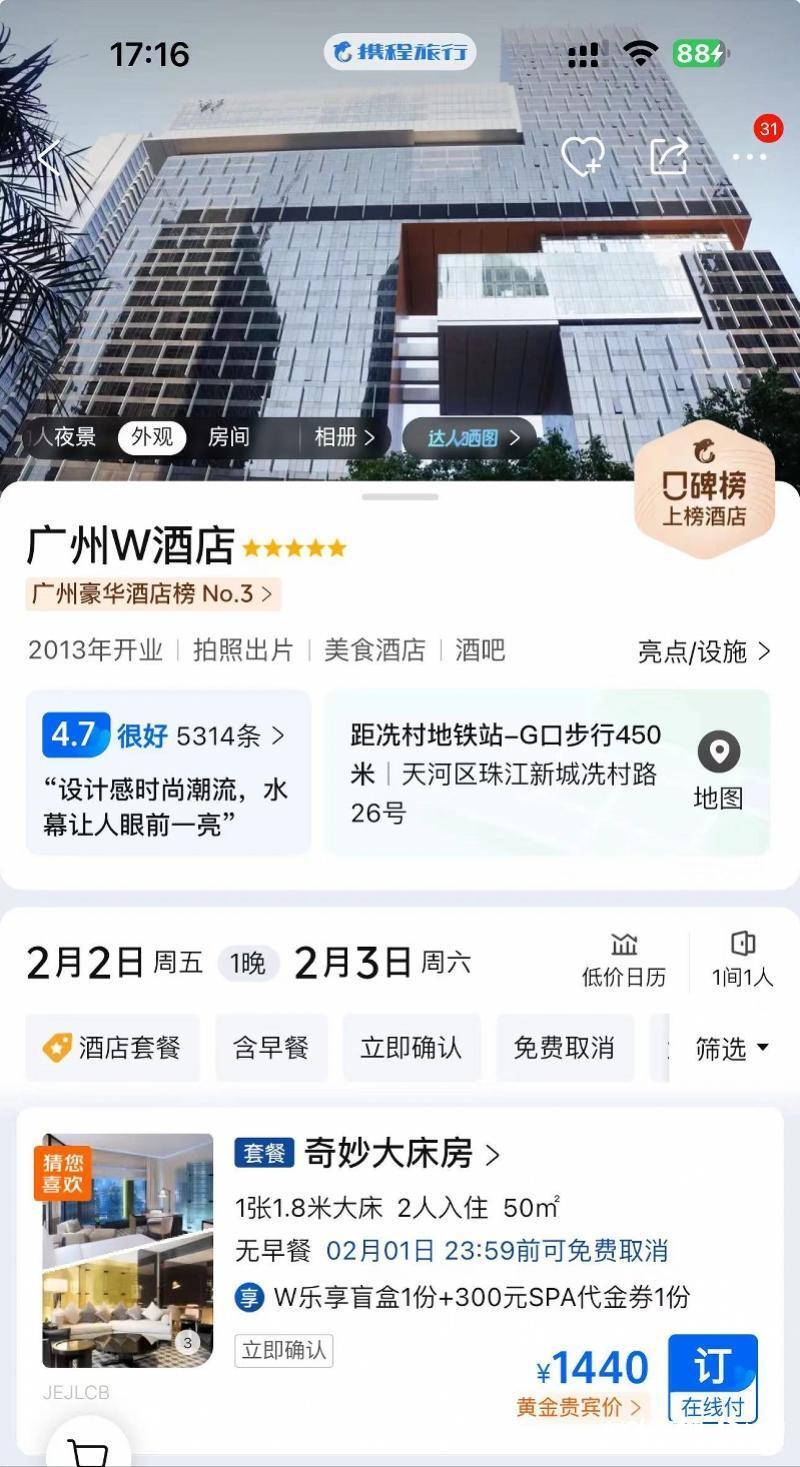 17:16
携程旅行
88
31
人夜景
外观
房间
相册 >
达人晒图 >
口碑榜
上榜酒店
广州W酒店
广州豪华酒店榜 No.3 >
2013年开业 | 拍照出片 | 美食酒店 | 酒吧
亮点/设施 >
4.7 很好 5314条 >
“设计感时尚潮流，水
幕让人眼前一亮”
距冼村地铁站-G口步行450
米 | 天河区珠江新城冼村路
26号
地图
2月2日 周五 1晚 2月3日 周六
低价日历
1间1人
酒店套餐
含早餐
立即确认
免费取消
筛选
猜您
喜欢
套餐 奇妙大床房 >
1张1.8米大床 2人入住 50㎡
无早餐 02月01日 23:59前可免费取消
享 W乐享盲盒1份+300元SPA代金券1份
立即确认
3
¥1440
黄金贵宾价 >
订
在线付
JEJLCB